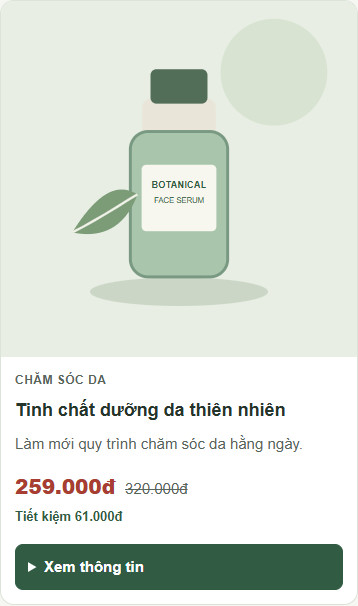 BOTANICAL
FACE SERUM
CHĂM SÓC DA
Tinh chất dưỡng da thiên nhiên
Làm mới quy trình chăm sóc da hằng ngày.
259.000đ 320.000đ
Tiết kiệm 61.000đ
Xem thông tin